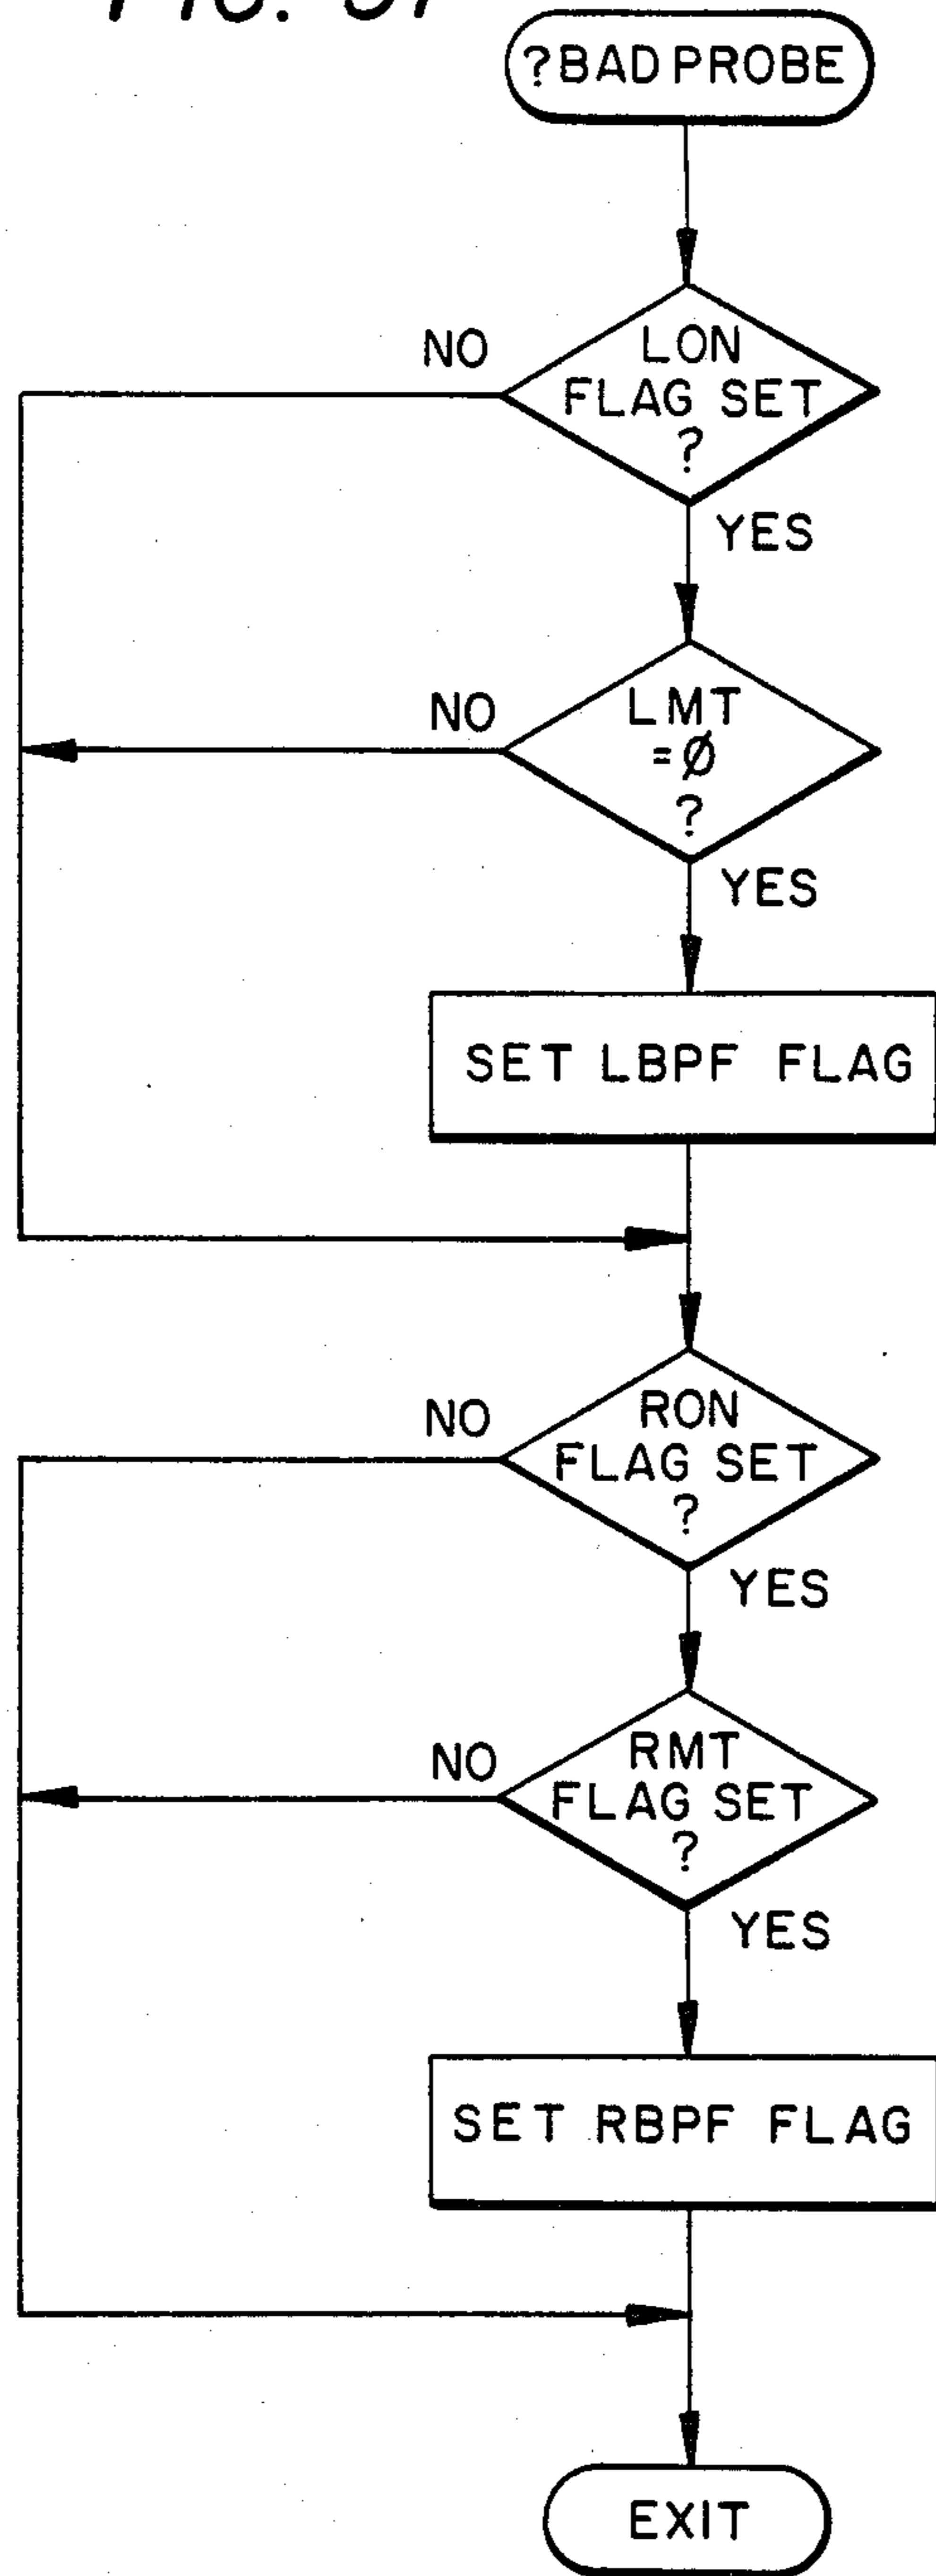 ?BAD PROBE
NO
LON
FLAG SET
?
YES
NO
LMT
=Ø
?
YES
SET LBPF FLAG
NO
RON
FLAG SET
?
YES
NO
RMT
FLAG SET
?
YES
SET RBPF FLAG
EXIT